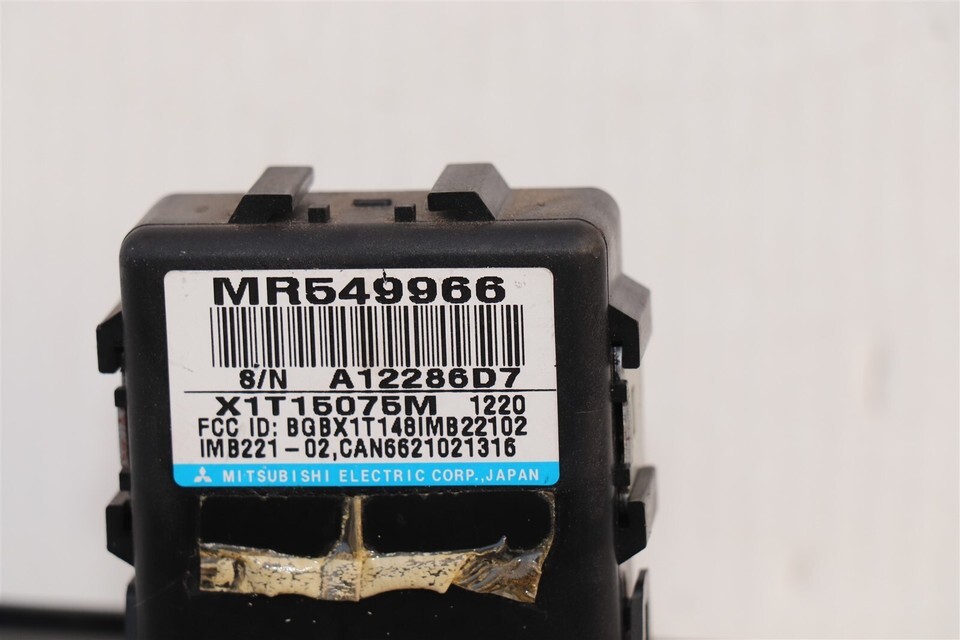 MR549966
S/N A12286D7
X1T15075M 1220
FCC ID: BGBX1T148IMB22102
IMB221-02,CAN6621021316
MITSUBISHI ELECTRIC CORP.,JAPAN